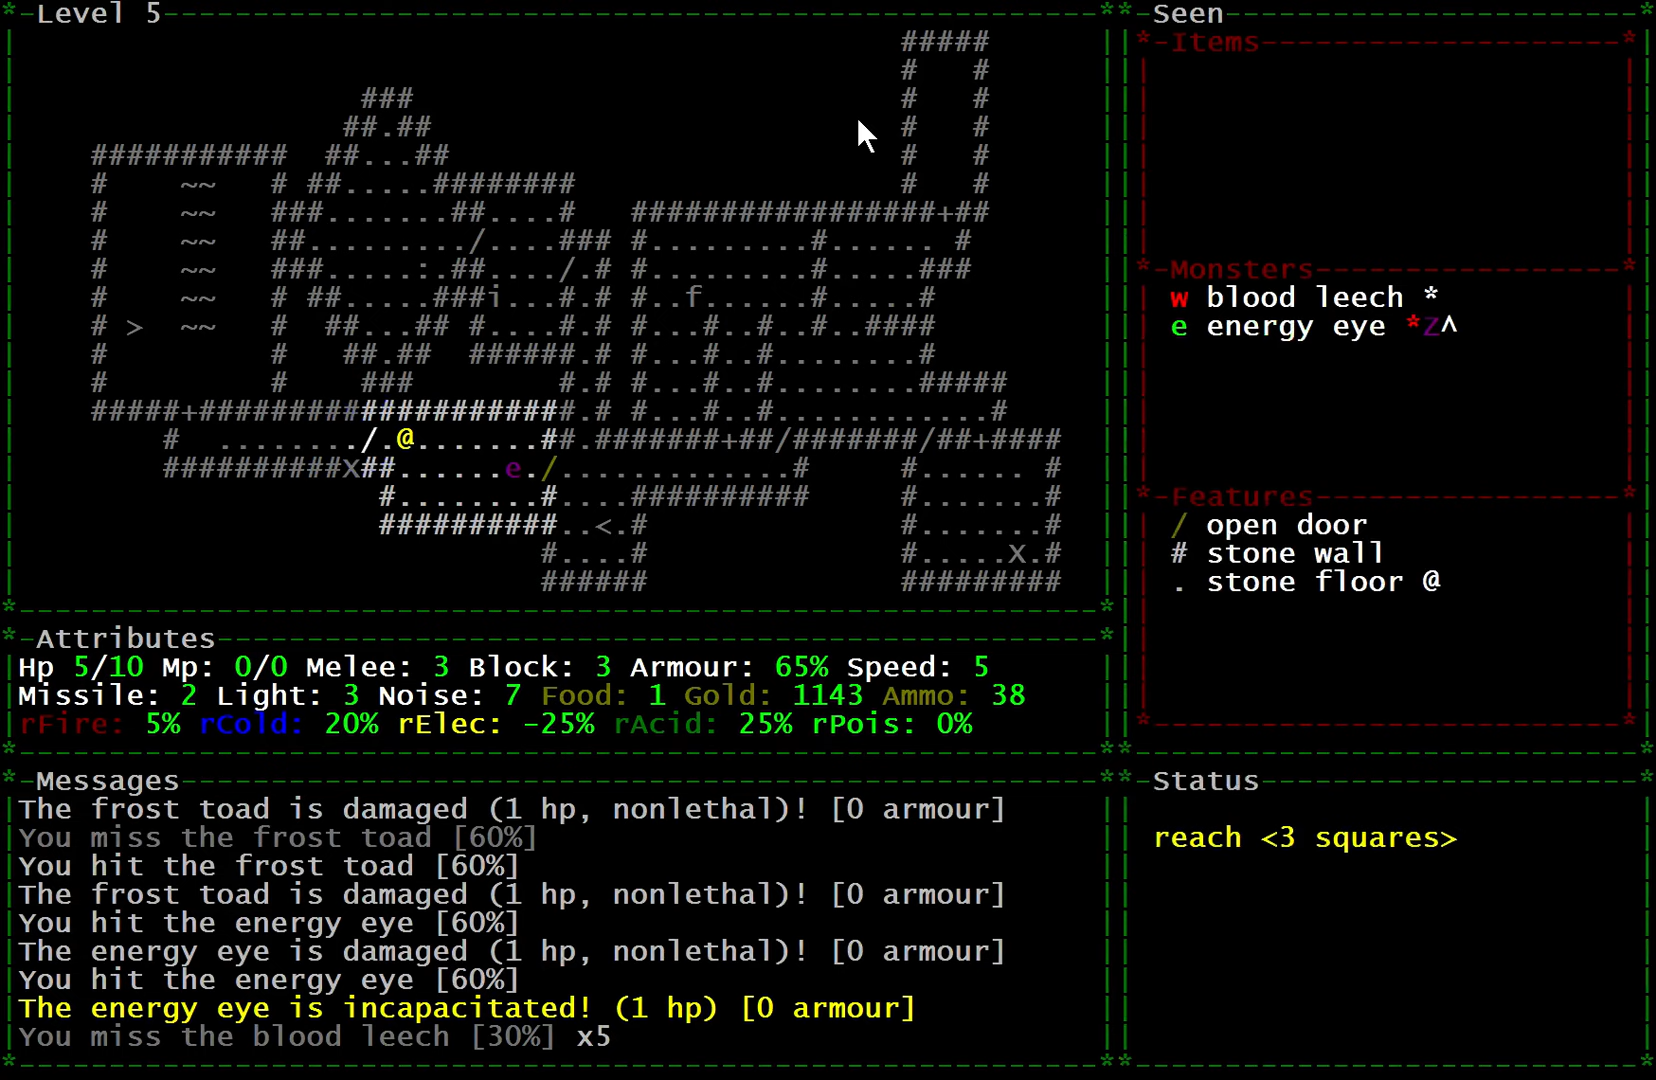 Level 5
Seen
Items
#####
# #
### # #
##.## # #
########### ##...## # #
# ~~ # ##.....######## # #
# ~~ ###.......##....# #################+##
# ~~ ##........./....### #.........#...... #
# ~~ ###.....:.##..../.# #.........#.....###
Monsters
# ~~ # ##.....###i...#.# #..f......#.....#
w blood leech *
# > ~~ # ##...## #....#.# #...#..#..#..####
e energy eye *Z^
# # ##.## ######.# #...#..#........#
# # ### #.# #...#..#........#####
#####+####################.# #...#..#............#
# ......../.@.......##.#######+##/#######/##+####
##########x##......e./.............# #...... #
#........#....########## #.......#
Features
##########..<.# #.......#
/ open door
#....# #.....x.#
# stone wall
###### #########
. stone floor @
Attributes
Hp 5/10 Mp: 0/0 Melee: 3 Block: 3 Armour: 65% Speed: 5
Missile: 2 Light: 3 Noise: 7 Food: 1 Gold: 1143 Ammo: 38
rFire: 5% rCold: 20% rElec: -25% rAcid: 25% rPois: 0%
Messages
The frost toad is damaged (1 hp, nonlethal)! [0 armour]
You miss the frost toad [60%]
You hit the frost toad [60%]
The frost toad is damaged (1 hp, nonlethal)! [0 armour]
You hit the energy eye [60%]
The energy eye is damaged (1 hp, nonlethal)! [0 armour]
You hit the energy eye [60%]
The energy eye is incapacitated! (1 hp) [0 armour]
You miss the blood leech [30%] x5
Status
reach <3 squares>